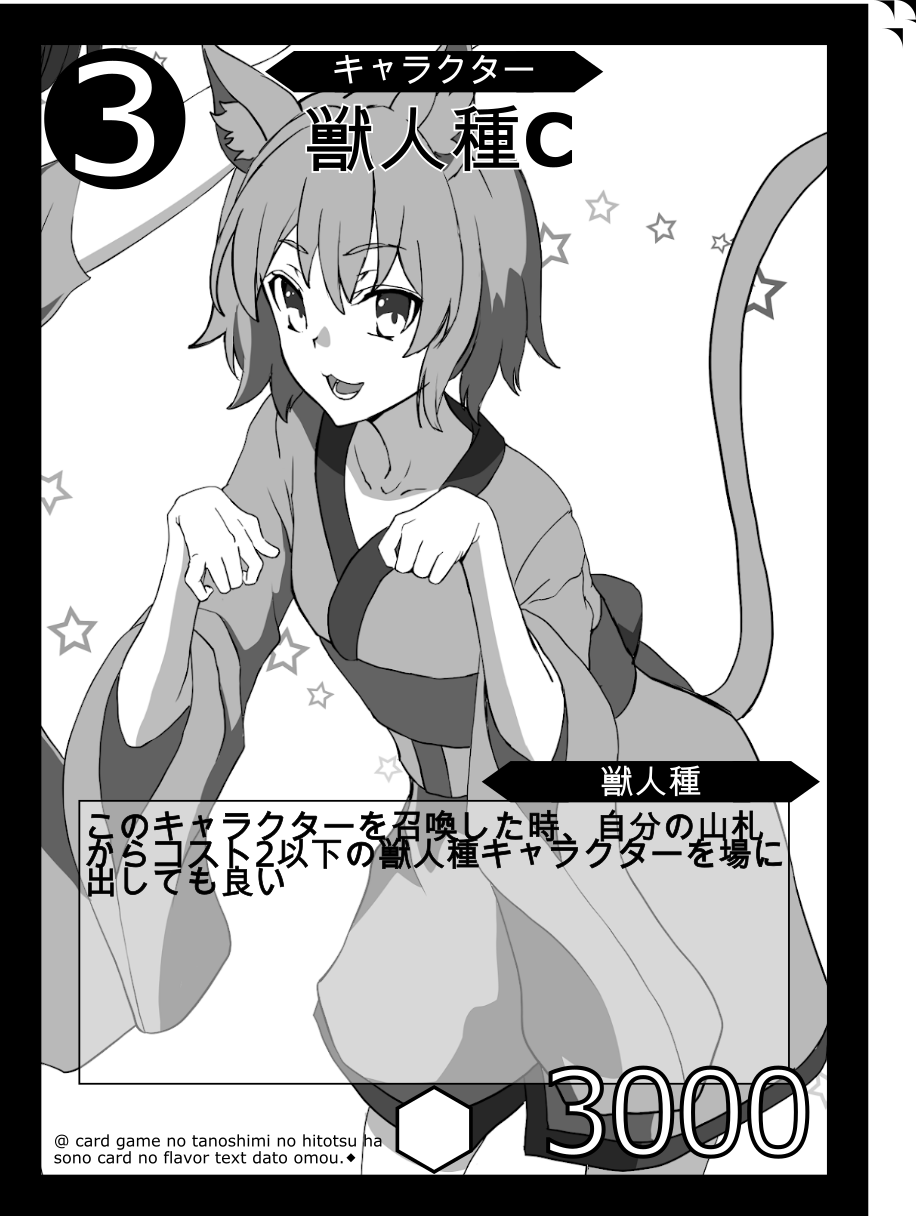 3
キャラクター
獣人種C
獣人種
このキャラクターを召喚した時、自分の山札
からコスト2以下の獣人種キャラクターを場に
出しても良い
3000
@ card game no tanoshimi no hitotsu ha
sono card no flavor text dato omou.◆